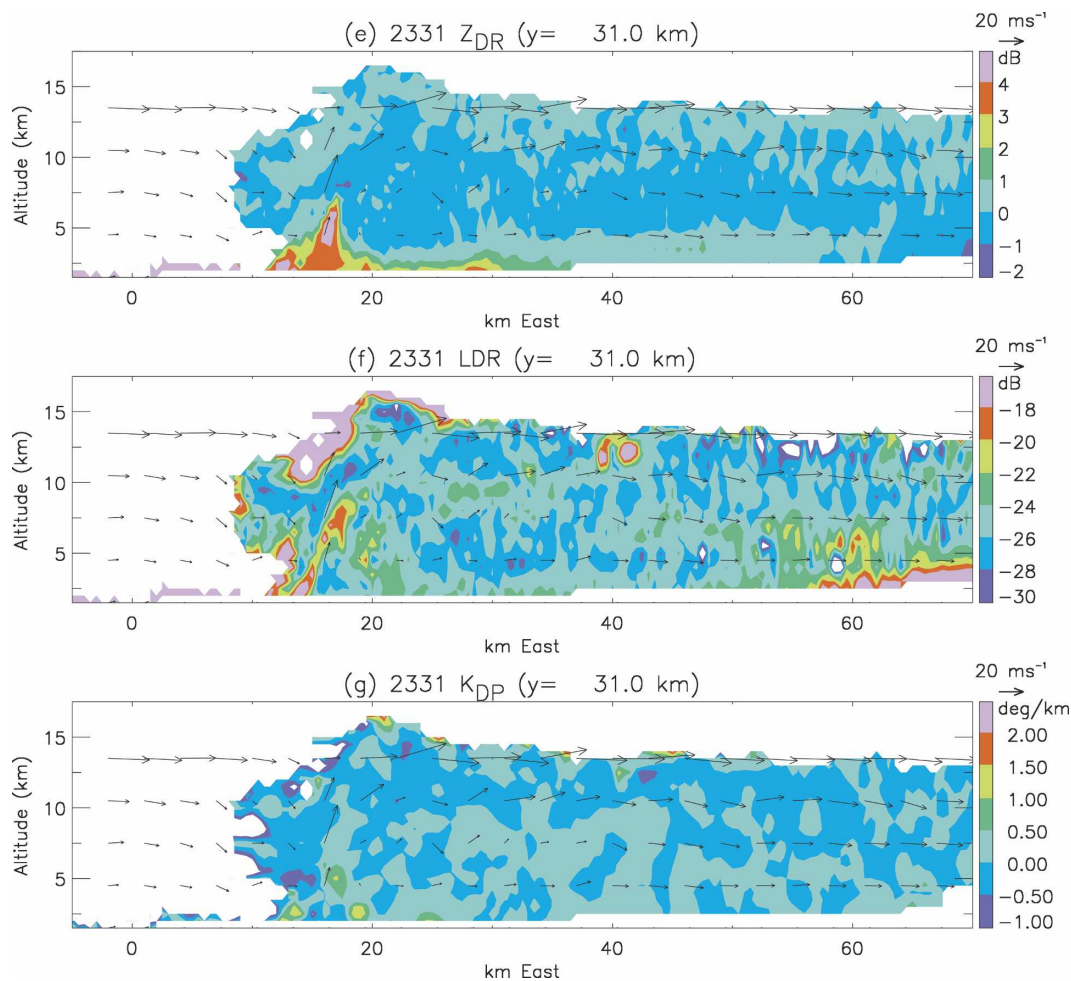 (e) 2331 Z_DR (y= 31.0 km)
20 ms⁻¹
dB
4
3
2
1
0
−1
−2
15
10
5
Altitude (km)
0 20 40 60
km East
(f) 2331 LDR (y= 31.0 km)
20 ms⁻¹
dB
−18
−20
−22
−24
−26
−28
−30
15
10
5
Altitude (km)
0 20 40 60
km East
(g) 2331 K_DP (y= 31.0 km)
20 ms⁻¹
deg/km
2.00
1.50
1.00
0.50
0.00
−0.50
−1.00
15
10
5
Altitude (km)
0 20 40 60
km East